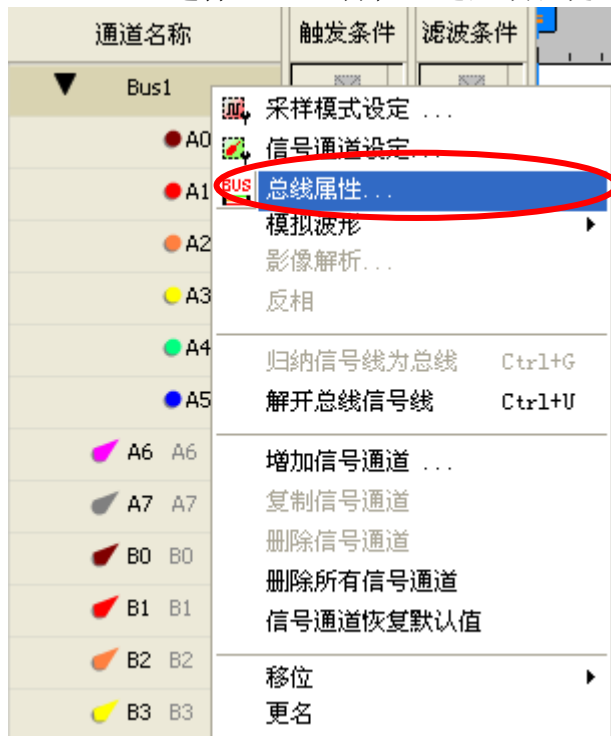 通道名称 触发条件 滤波条件
Bus1
采样模式设定 ...
A0
信号通道设定...
A1 BUS 总线属性...
A2 模拟波形
影像解析...
A3 反相
A4 归纳信号线为总线 Ctrl+G
A5 解开总线信号线 Ctrl+U
A6 A6 增加信号通道 ...
A7 A7 复制信号通道
删除信号通道
B0 B0 删除所有信号通道
B1 B1 信号通道恢复默认值
B2 B2 移位
B3 B3 更名